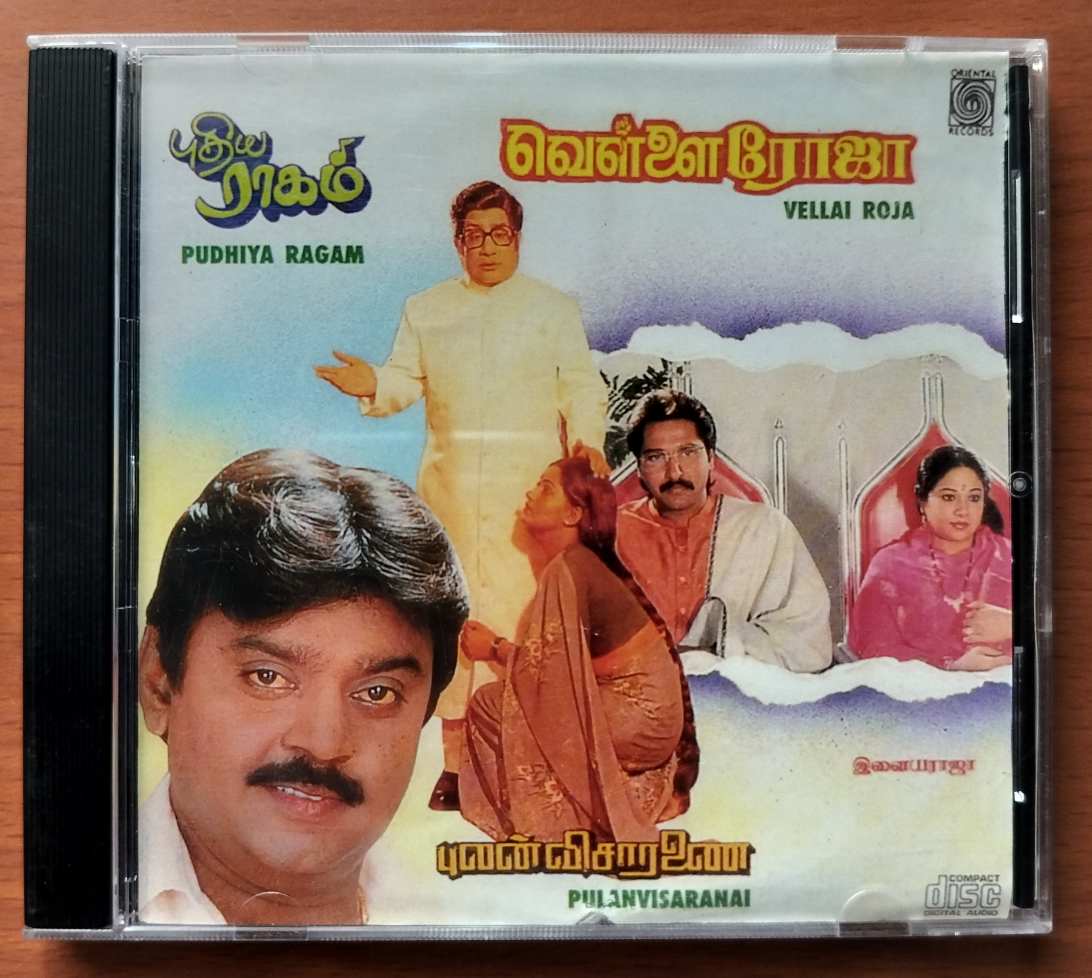 ORIENTAL
RECORDS
புதிய
ராகம்
PUDHIYA RAGAM
வெள்ளை ரோஜா
VELLAI ROJA
இளையராஜா
புலன் விசாரணை
PULANVISARANAI
COMPACT
disc
DIGITAL AUDIO